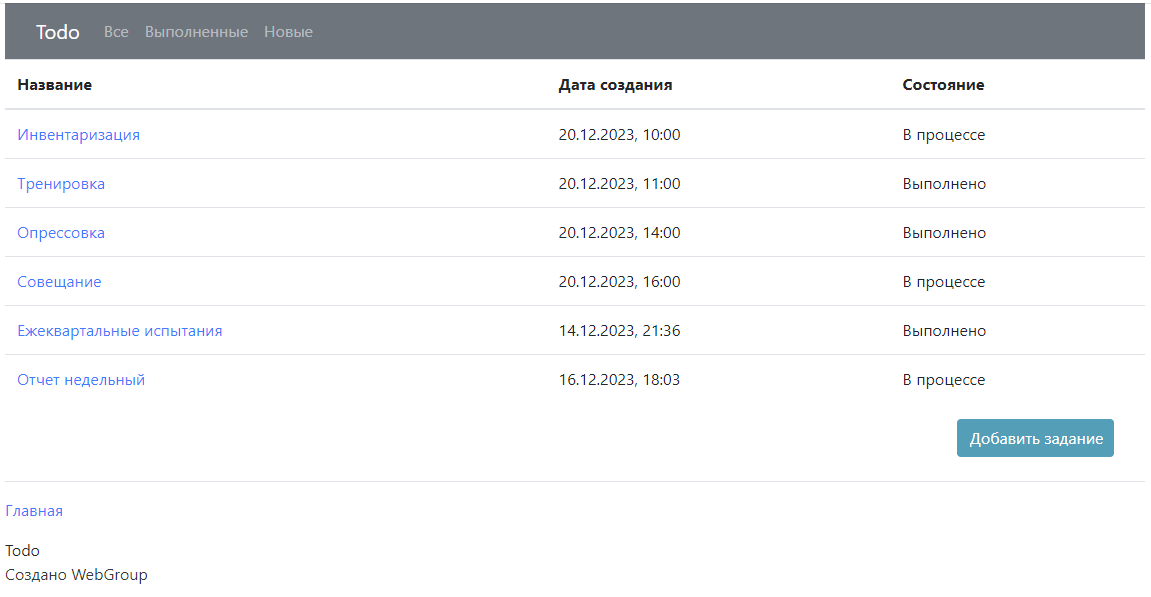 Todo Все Выполненные Новые
Название Дата создания Состояние
Инвентаризация 20.12.2023, 10:00 В процессе
Тренировка 20.12.2023, 11:00 Выполнено
Опрессовка 20.12.2023, 14:00 Выполнено
Совещание 20.12.2023, 16:00 В процессе
Ежеквартальные испытания 14.12.2023, 21:36 Выполнено
Отчет недельный 16.12.2023, 18:03 В процессе
Добавить задание
Главная
Todo
Создано WebGroup